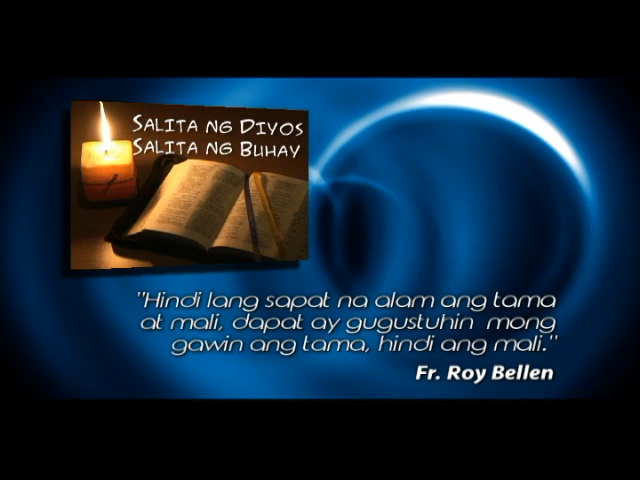 Salita ng Diyos
Salita ng Buhay
"Hindi lang sapat na alam ang tama
at mali, dapat ay gugustuhin mong
gawin ang tama, hindi ang mali."
Fr. Roy Bellen